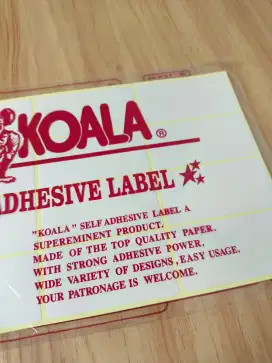 KOALA ®
ADHESIVE LABEL
"KOALA" SELF ADHESIVE LABEL A
SUPEREMINENT PRODUCT.
MADE OF THE TOP QUALITY PAPER.
WITH STRONG ADHESIVE POWER,
WIDE VARIETY OF DESIGNS, EASY USAGE.
YOUR PATRONAGE IS WELCOME.